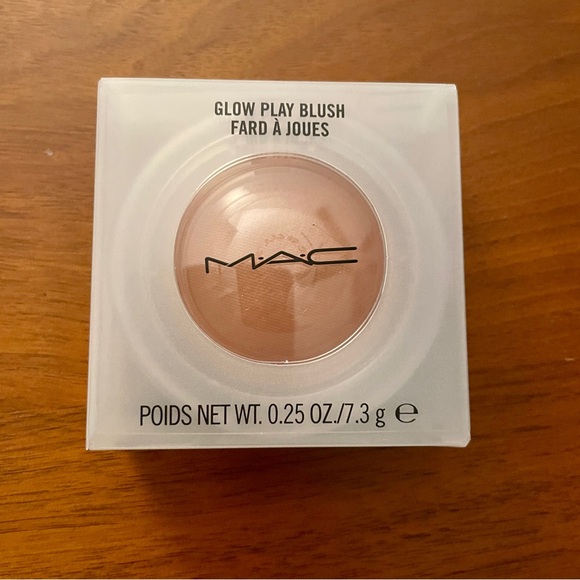 GLOW PLAY BLUSH
FARD À JOUES
M·A·C
POIDS NET WT. 0.25 OZ./7.3 g ℮